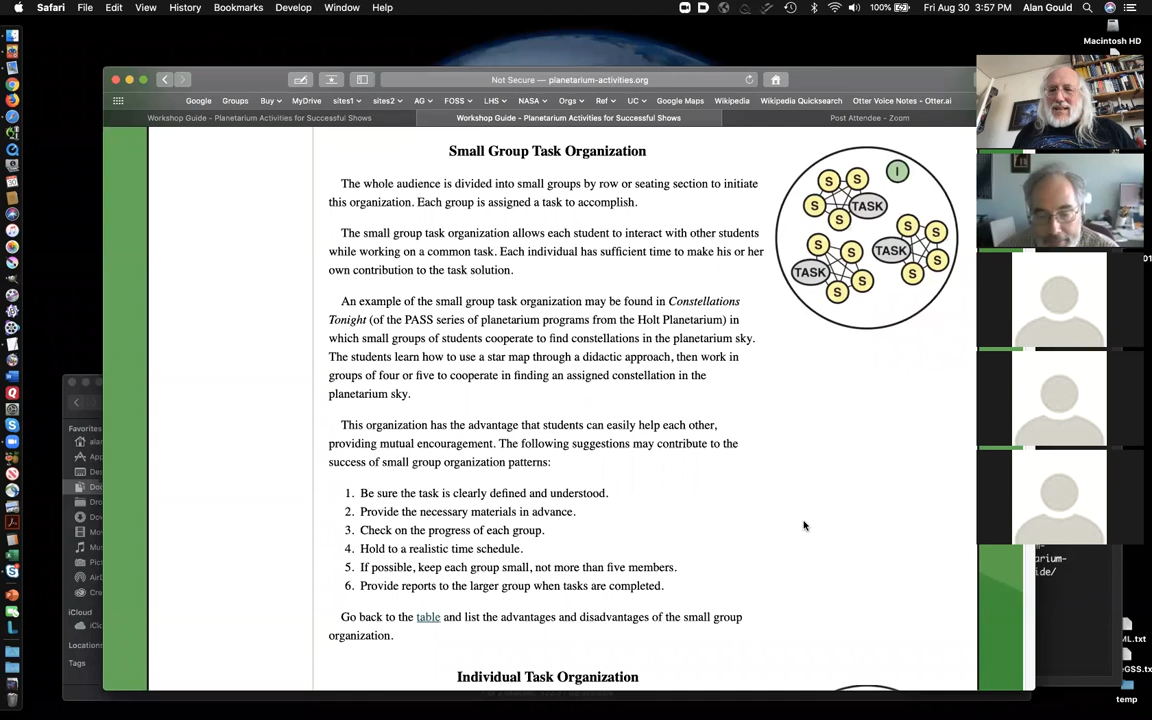 Safari File Edit View History Bookmarks Develop Window Help 100% Fri Aug 30 3:57 PM Alan Gould
Macintosh HD
Not Secure — planetarium-activities.org
Google Groups Buy MyDrive sites1 sites2 AG FOSS LHS NASA Orgs Ref UC Google Maps Wikipedia Wikipedia Quicksearch Otter Voice Notes - Otter.ai
Workshop Guide - Planetarium Activities for Successful Shows Workshop Guide - Planetarium Activities for Successful Shows Post Attendee - Zoom
Small Group Task Organization
The whole audience is divided into small groups by row or seating section to initiate
this organization. Each group is assigned a task to accomplish.
The small group task organization allows each student to interact with other students
while working on a common task. Each individual has sufficient time to make his or her
own contribution to the task solution.
An example of the small group task organization may be found in Constellations
Tonight (of the PASS series of planetarium programs from the Holt Planetarium) in
which small groups of students cooperate to find constellations in the planetarium sky.
The students learn how to use a star map through a didactic approach, then work in
groups of four or five to cooperate in finding an assigned constellation in the
planetarium sky.
This organization has the advantage that students can easily help each other,
providing mutual encouragement. The following suggestions may contribute to the
success of small group organization patterns:
1. Be sure the task is clearly defined and understood.
2. Provide the necessary materials in advance.
3. Check on the progress of each group.
4. Hold to a realistic time schedule.
5. If possible, keep each group small, not more than five members.
6. Provide reports to the larger group when tasks are completed.
Go back to the table and list the advantages and disadvantages of the small group
organization.
Individual Task Organization
I
S S
S TASK
S
S S
S
S
TASK S
S
S S
TASK S
S
Favorites
iCloud
Locations
Tags
temp